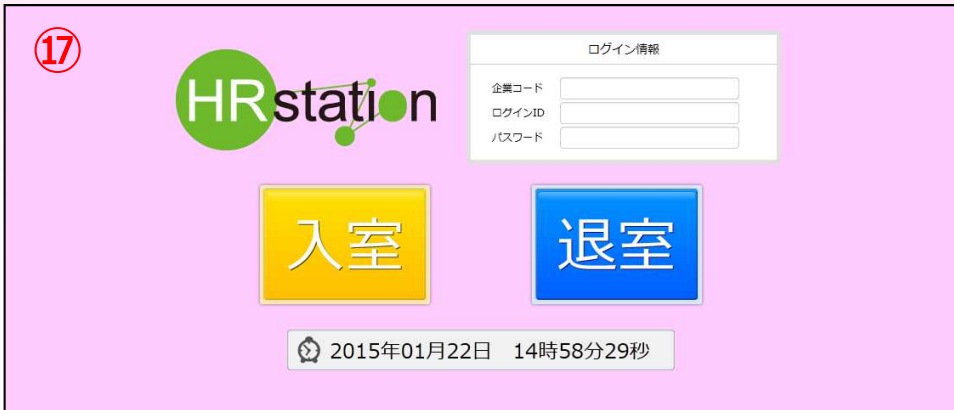 ⑰
HRstation
ログイン情報
企業コード
ログインID
パスワード
入室
退室
2015年01月22日 14時58分29秒